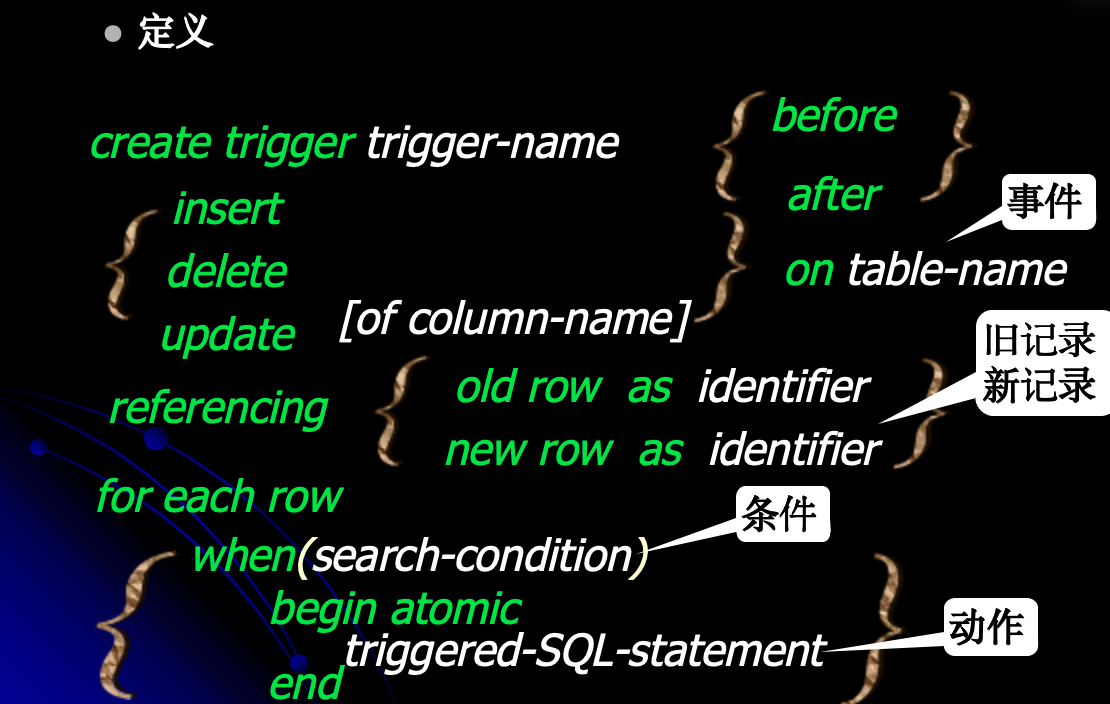 定义
create trigger trigger-name { before
after }
{ insert
delete
update [of column-name] } on table-name
事件
referencing { old row as identifier
new row as identifier }
旧记录
新记录
for each row
{ when(search-condition)
条件
begin atomic
triggered-SQL-statement
动作
end }